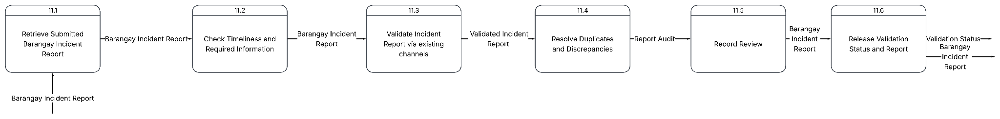 11.1
Retrieve Submitted
Barangay Incident
Report
Barangay Incident Report
Barangay Incident Report
11.2
Check Timeliness and
Required Information
Barangay Incident
Report
11.3
Validate Incident
Report via existing
channels
Validated Incident
Report
11.4
Resolve Duplicates
and Discrepancies
Report Audit
11.5
Record Review
Barangay
Incident
Report
11.6
Release Validation
Status and Report
Validation Status
Barangay
Incident
Report